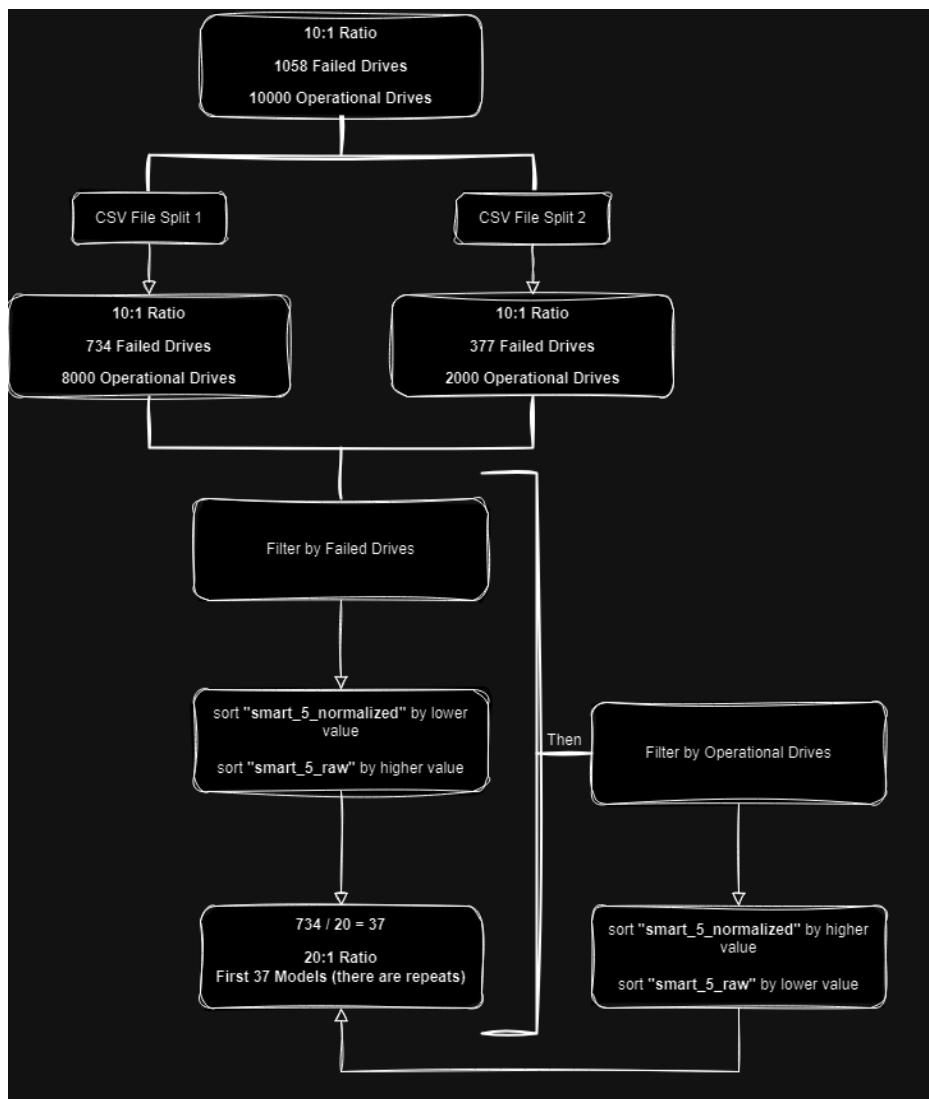 10:1 Ratio
1058 Failed Drives
10000 Operational Drives
CSV File Split 1
CSV File Split 2
10:1 Ratio
734 Failed Drives
8000 Operational Drives
10:1 Ratio
377 Failed Drives
2000 Operational Drives
Filter by Failed Drives
sort "smart_5_normalized" by lower
value
sort "smart_5_raw" by higher value
Then
Filter by Operational Drives
734 / 20 = 37
20:1 Ratio
First 37 Models (there are repeats)
sort "smart_5_normalized" by higher
value
sort "smart_5_raw" by lower value